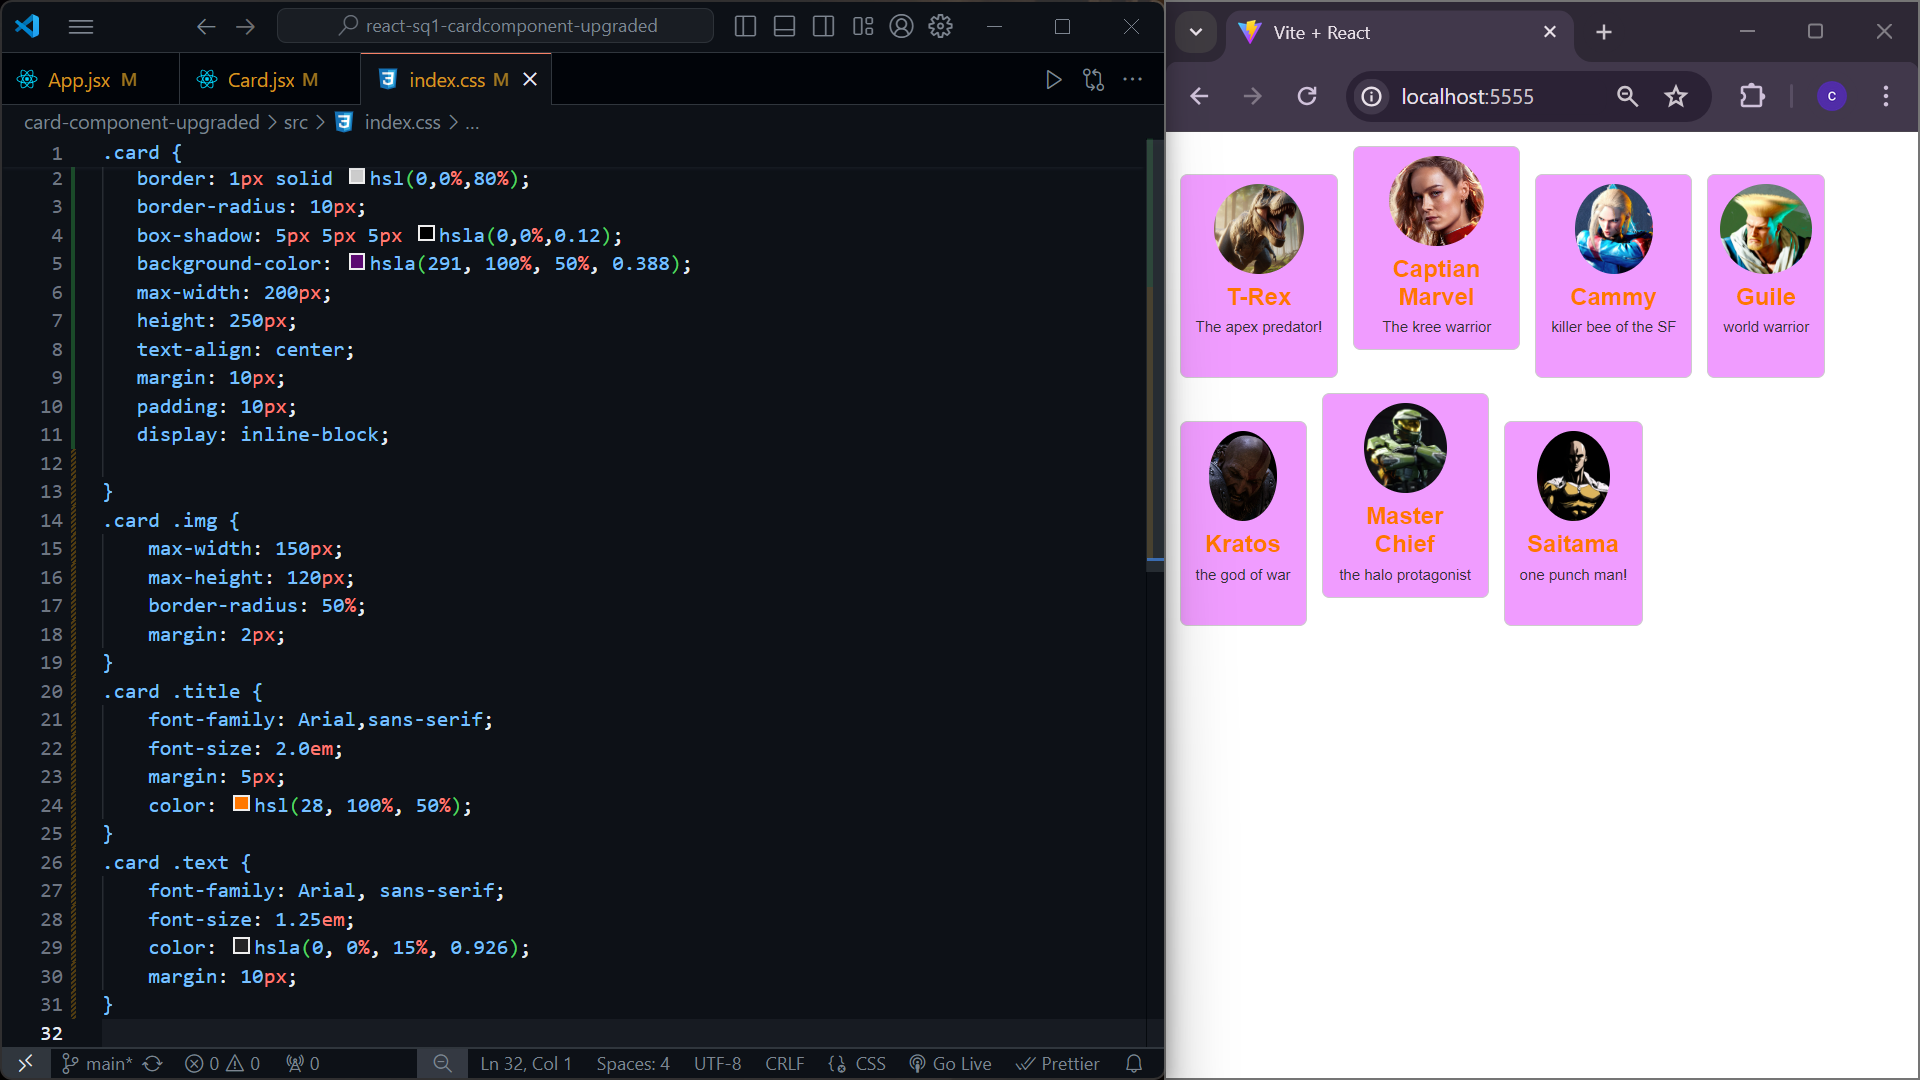 react-sq1-cardcomponent-upgraded
App.jsx M
Card.jsx M
index.css M
card-component-upgraded > src > index.css > ...
1 .card {
2 border: 1px solid hsl(0,0%,80%);
3 border-radius: 10px;
4 box-shadow: 5px 5px 5px hsla(0,0%,0.12);
5 background-color: hsla(291, 100%, 50%, 0.388);
6 max-width: 200px;
7 height: 250px;
8 text-align: center;
9 margin: 10px;
10 padding: 10px;
11 display: inline-block;
12
13 }
14 .card .img {
15 max-width: 150px;
16 max-height: 120px;
17 border-radius: 50%;
18 margin: 2px;
19 }
20 .card .title {
21 font-family: Arial,sans-serif;
22 font-size: 2.0em;
23 margin: 5px;
24 color: hsl(28, 100%, 50%);
25 }
26 .card .text {
27 font-family: Arial, sans-serif;
28 font-size: 1.25em;
29 color: hsla(0, 0%, 15%, 0.926);
30 margin: 10px;
31 }
32
main* 0 0 0 Ln 32, Col 1 Spaces: 4 UTF-8 CRLF CSS Go Live Prettier
Vite + React
localhost:5555
c
T-Rex
The apex predator!
Captian
Marvel
The kree warrior
Cammy
killer bee of the SF
Guile
world warrior
Kratos
the god of war
Master
Chief
the halo protagonist
Saitama
one punch man!